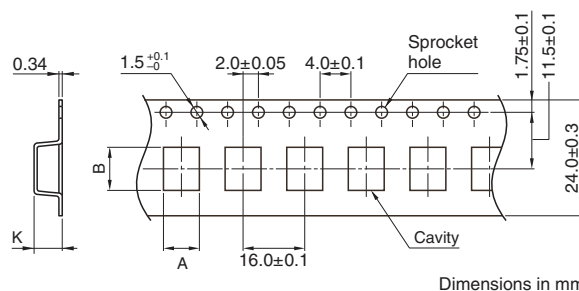 0.34
1.5 +0.1 −0
2.0±0.05
4.0±0.1
Sprocket
hole
1.75±0.1
11.5±0.1
24.0±0.3
B
K
A
16.0±0.1
Cavity
Dimensions in mm